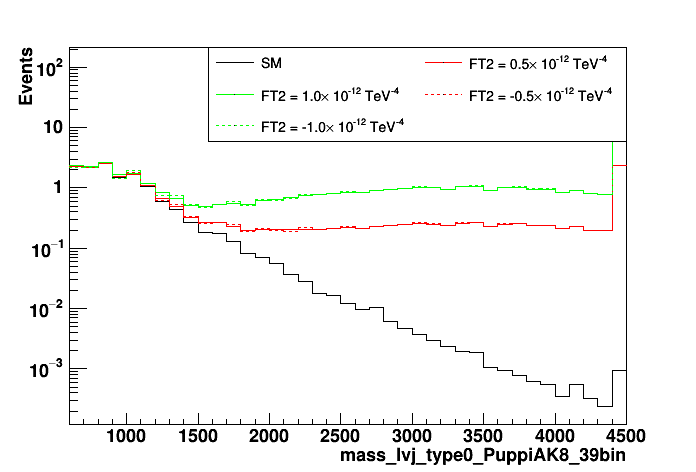 Events
SM
FT2 = 0.5× 10⁻¹² TeV⁻⁴
FT2 = 1.0× 10⁻¹² TeV⁻⁴
FT2 = -0.5× 10⁻¹² TeV⁻⁴
FT2 = -1.0× 10⁻¹² TeV⁻⁴
10²
10
1
10⁻¹
10⁻²
10⁻³
1000 1500 2000 2500 3000 3500 4000 4500
mass_lvj_type0_PuppiAK8_39bin